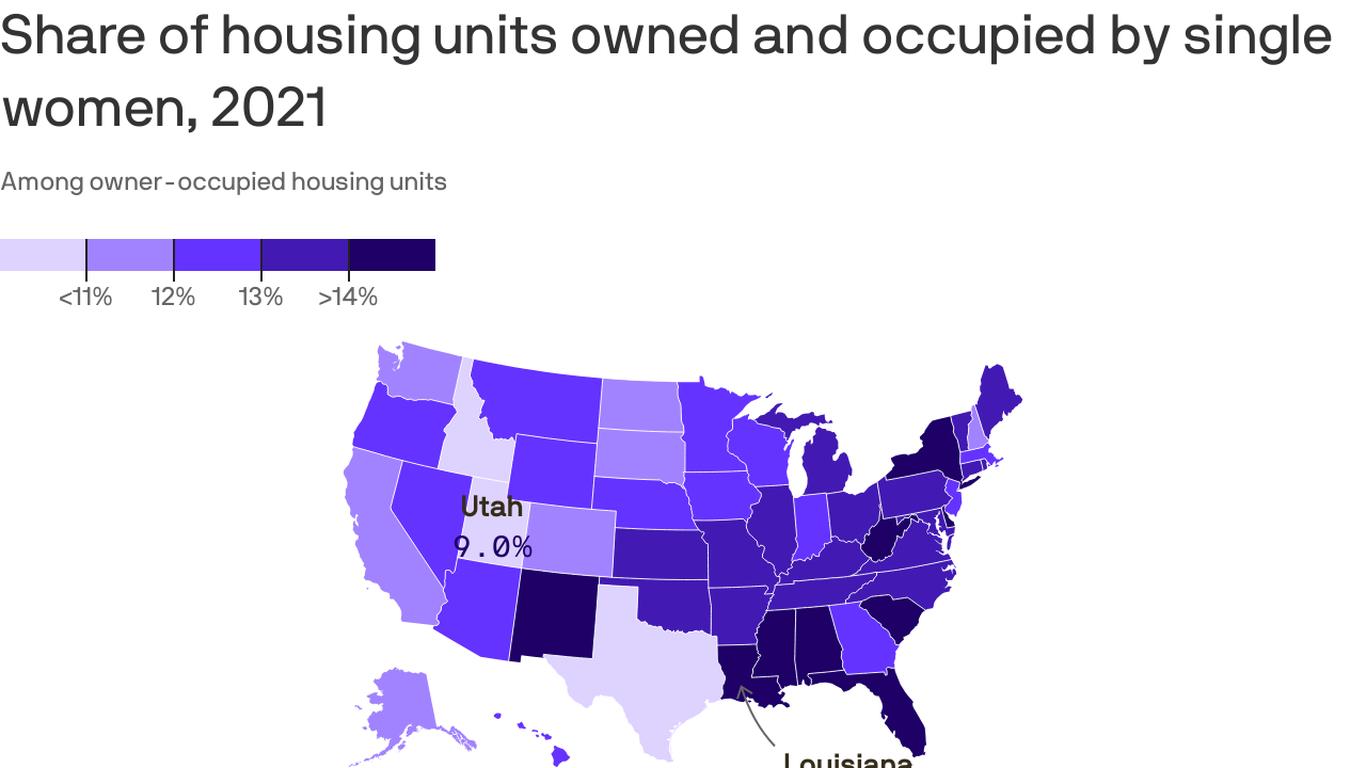 Share of housing units owned and occupied by single
women, 2021
Among owner-occupied housing units
<11% 12% 13% >14%
Utah
9.0%
Louisiana